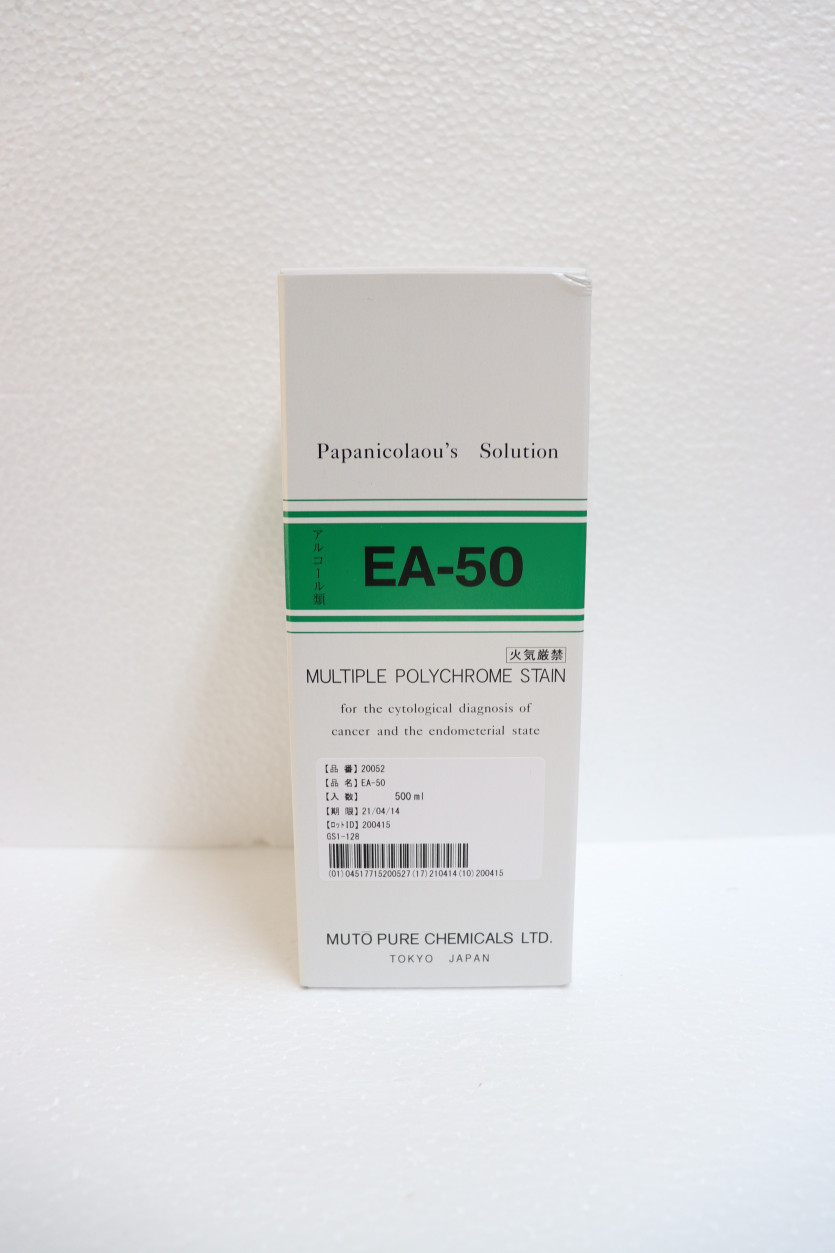 Papanicolaou's Solution
アルコール類
EA-50
火気厳禁
MULTIPLE POLYCHROME STAIN
for the cytological diagnosis of
cancer and the endometerial state
【品 番】20052
【品 名】EA-50
【入 数】 500 ml
【期 限】21/04/14
【ﾛｯﾄID】200415
GS1-128
(01)04517715200527(17)210414(10)200415
MUTŌ PURE CHEMICALS LTD.
TOKYO JAPAN